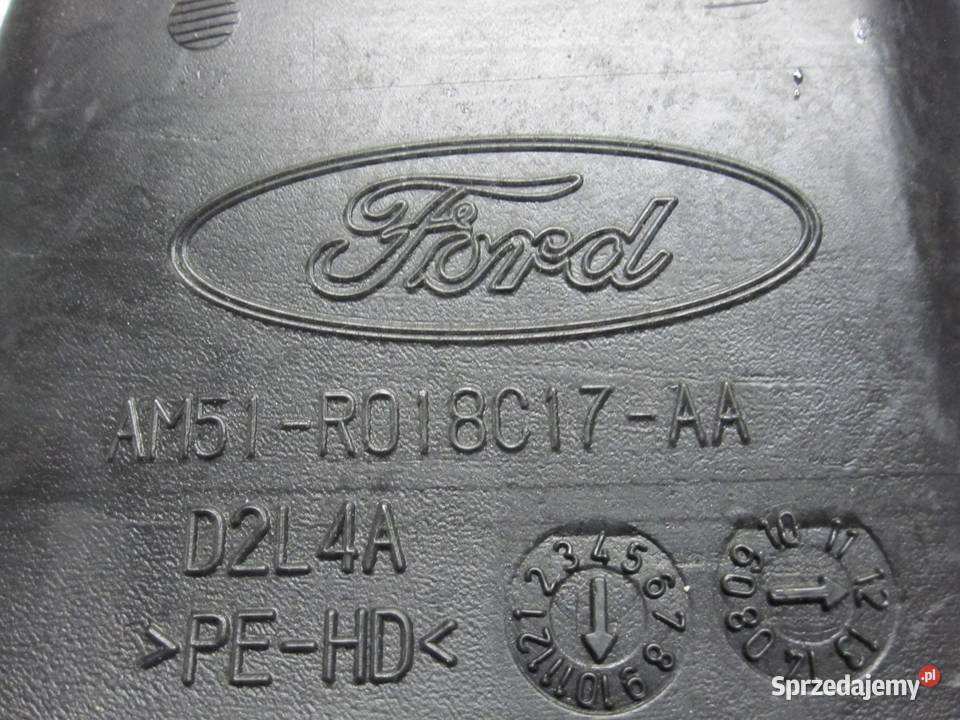 Ford
AM51-R018C17-AA
D2L4A
>PE-HD<
1 2 3 4 5 6 7 8 9 10 11 12
08 09 10 11 12 13 14
Sprzedajemy.pl